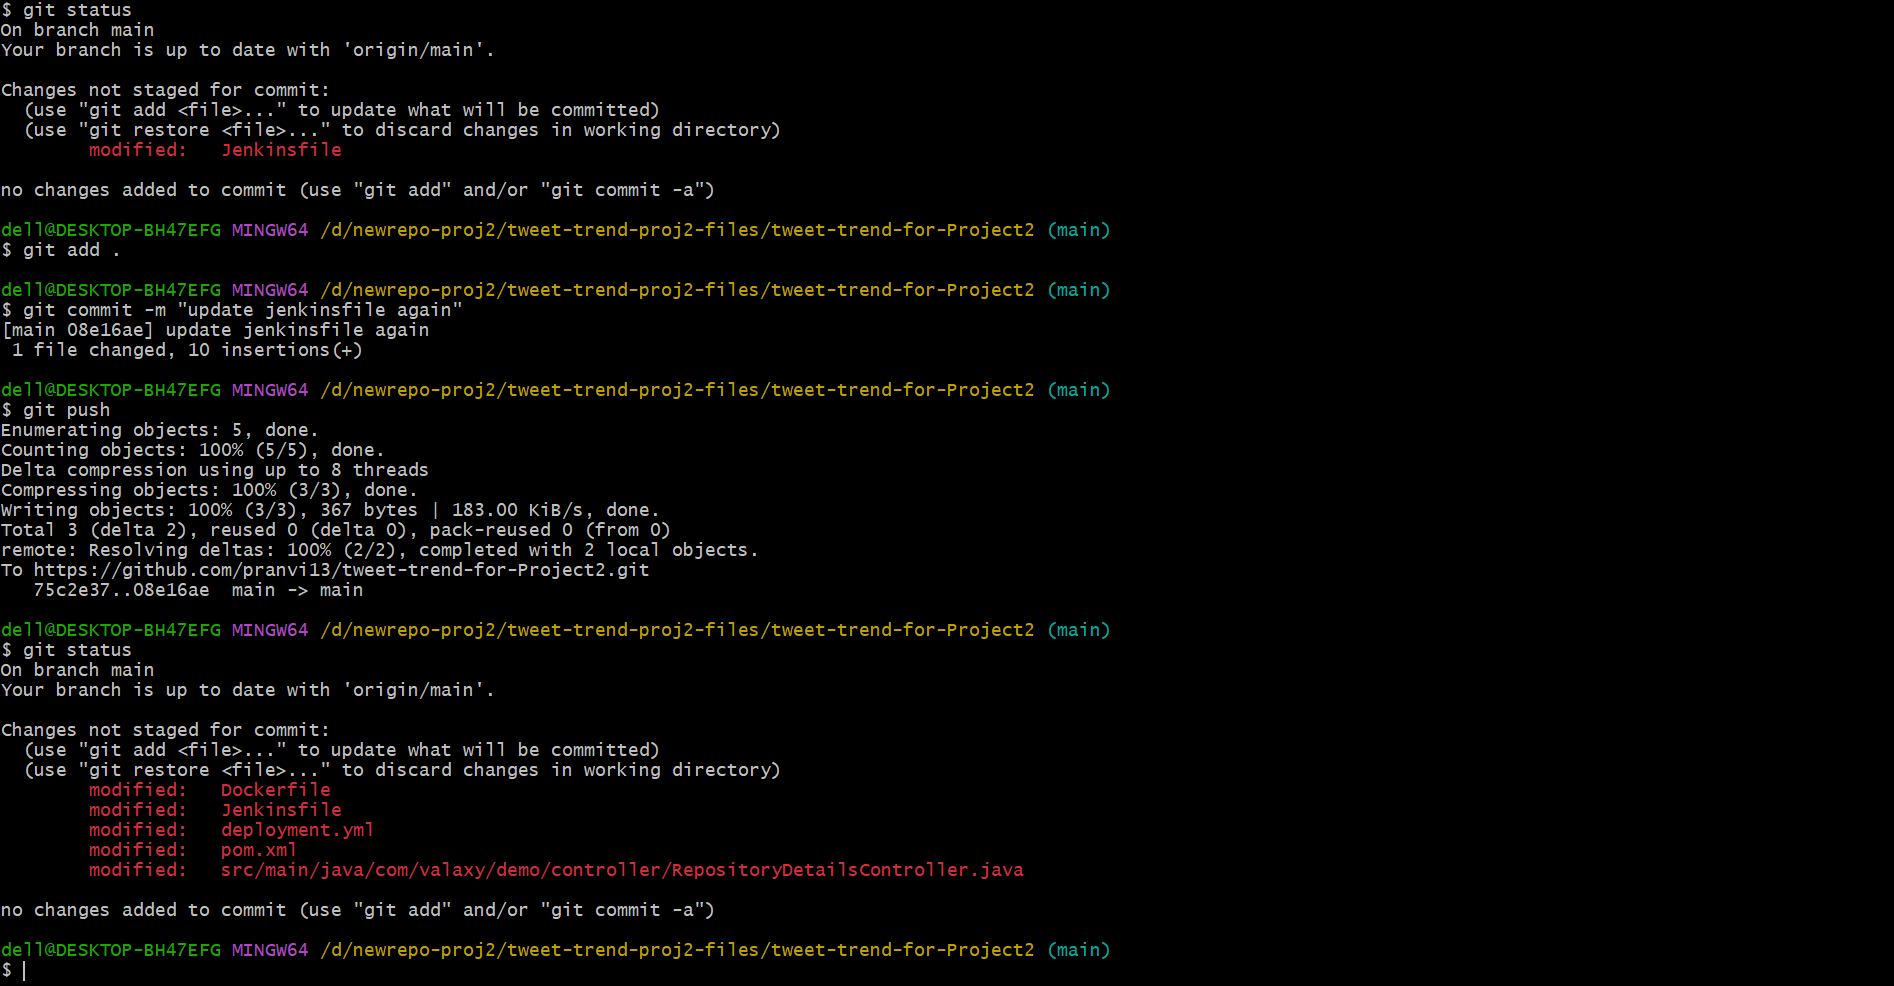 $ git status
On branch main
Your branch is up to date with 'origin/main'.
Changes not staged for commit:
  (use "git add <file>..." to update what will be committed)
  (use "git restore <file>..." to discard changes in working directory)
        modified:   Jenkinsfile
no changes added to commit (use "git add" and/or "git commit -a")
dell@DESKTOP-BH47EFG MINGW64 /d/newrepo-proj2/tweet-trend-proj2-files/tweet-trend-for-Project2 (main)
$ git add .
dell@DESKTOP-BH47EFG MINGW64 /d/newrepo-proj2/tweet-trend-proj2-files/tweet-trend-for-Project2 (main)
$ git commit -m "update jenkinsfile again"
[main 08e16ae] update jenkinsfile again
 1 file changed, 10 insertions(+)
dell@DESKTOP-BH47EFG MINGW64 /d/newrepo-proj2/tweet-trend-proj2-files/tweet-trend-for-Project2 (main)
$ git push
Enumerating objects: 5, done.
Counting objects: 100% (5/5), done.
Delta compression using up to 8 threads
Compressing objects: 100% (3/3), done.
Writing objects: 100% (3/3), 367 bytes | 183.00 KiB/s, done.
Total 3 (delta 2), reused 0 (delta 0), pack-reused 0 (from 0)
remote: Resolving deltas: 100% (2/2), completed with 2 local objects.
To https://github.com/pranvi13/tweet-trend-for-Project2.git
   75c2e37..08e16ae  main -> main
dell@DESKTOP-BH47EFG MINGW64 /d/newrepo-proj2/tweet-trend-proj2-files/tweet-trend-for-Project2 (main)
$ git status
On branch main
Your branch is up to date with 'origin/main'.
Changes not staged for commit:
  (use "git add <file>..." to update what will be committed)
  (use "git restore <file>..." to discard changes in working directory)
        modified:   Dockerfile
        modified:   Jenkinsfile
        modified:   deployment.yml
        modified:   pom.xml
        modified:   src/main/java/com/valaxy/demo/controller/RepositoryDetailsController.java
no changes added to commit (use "git add" and/or "git commit -a")
dell@DESKTOP-BH47EFG MINGW64 /d/newrepo-proj2/tweet-trend-proj2-files/tweet-trend-for-Project2 (main)
$